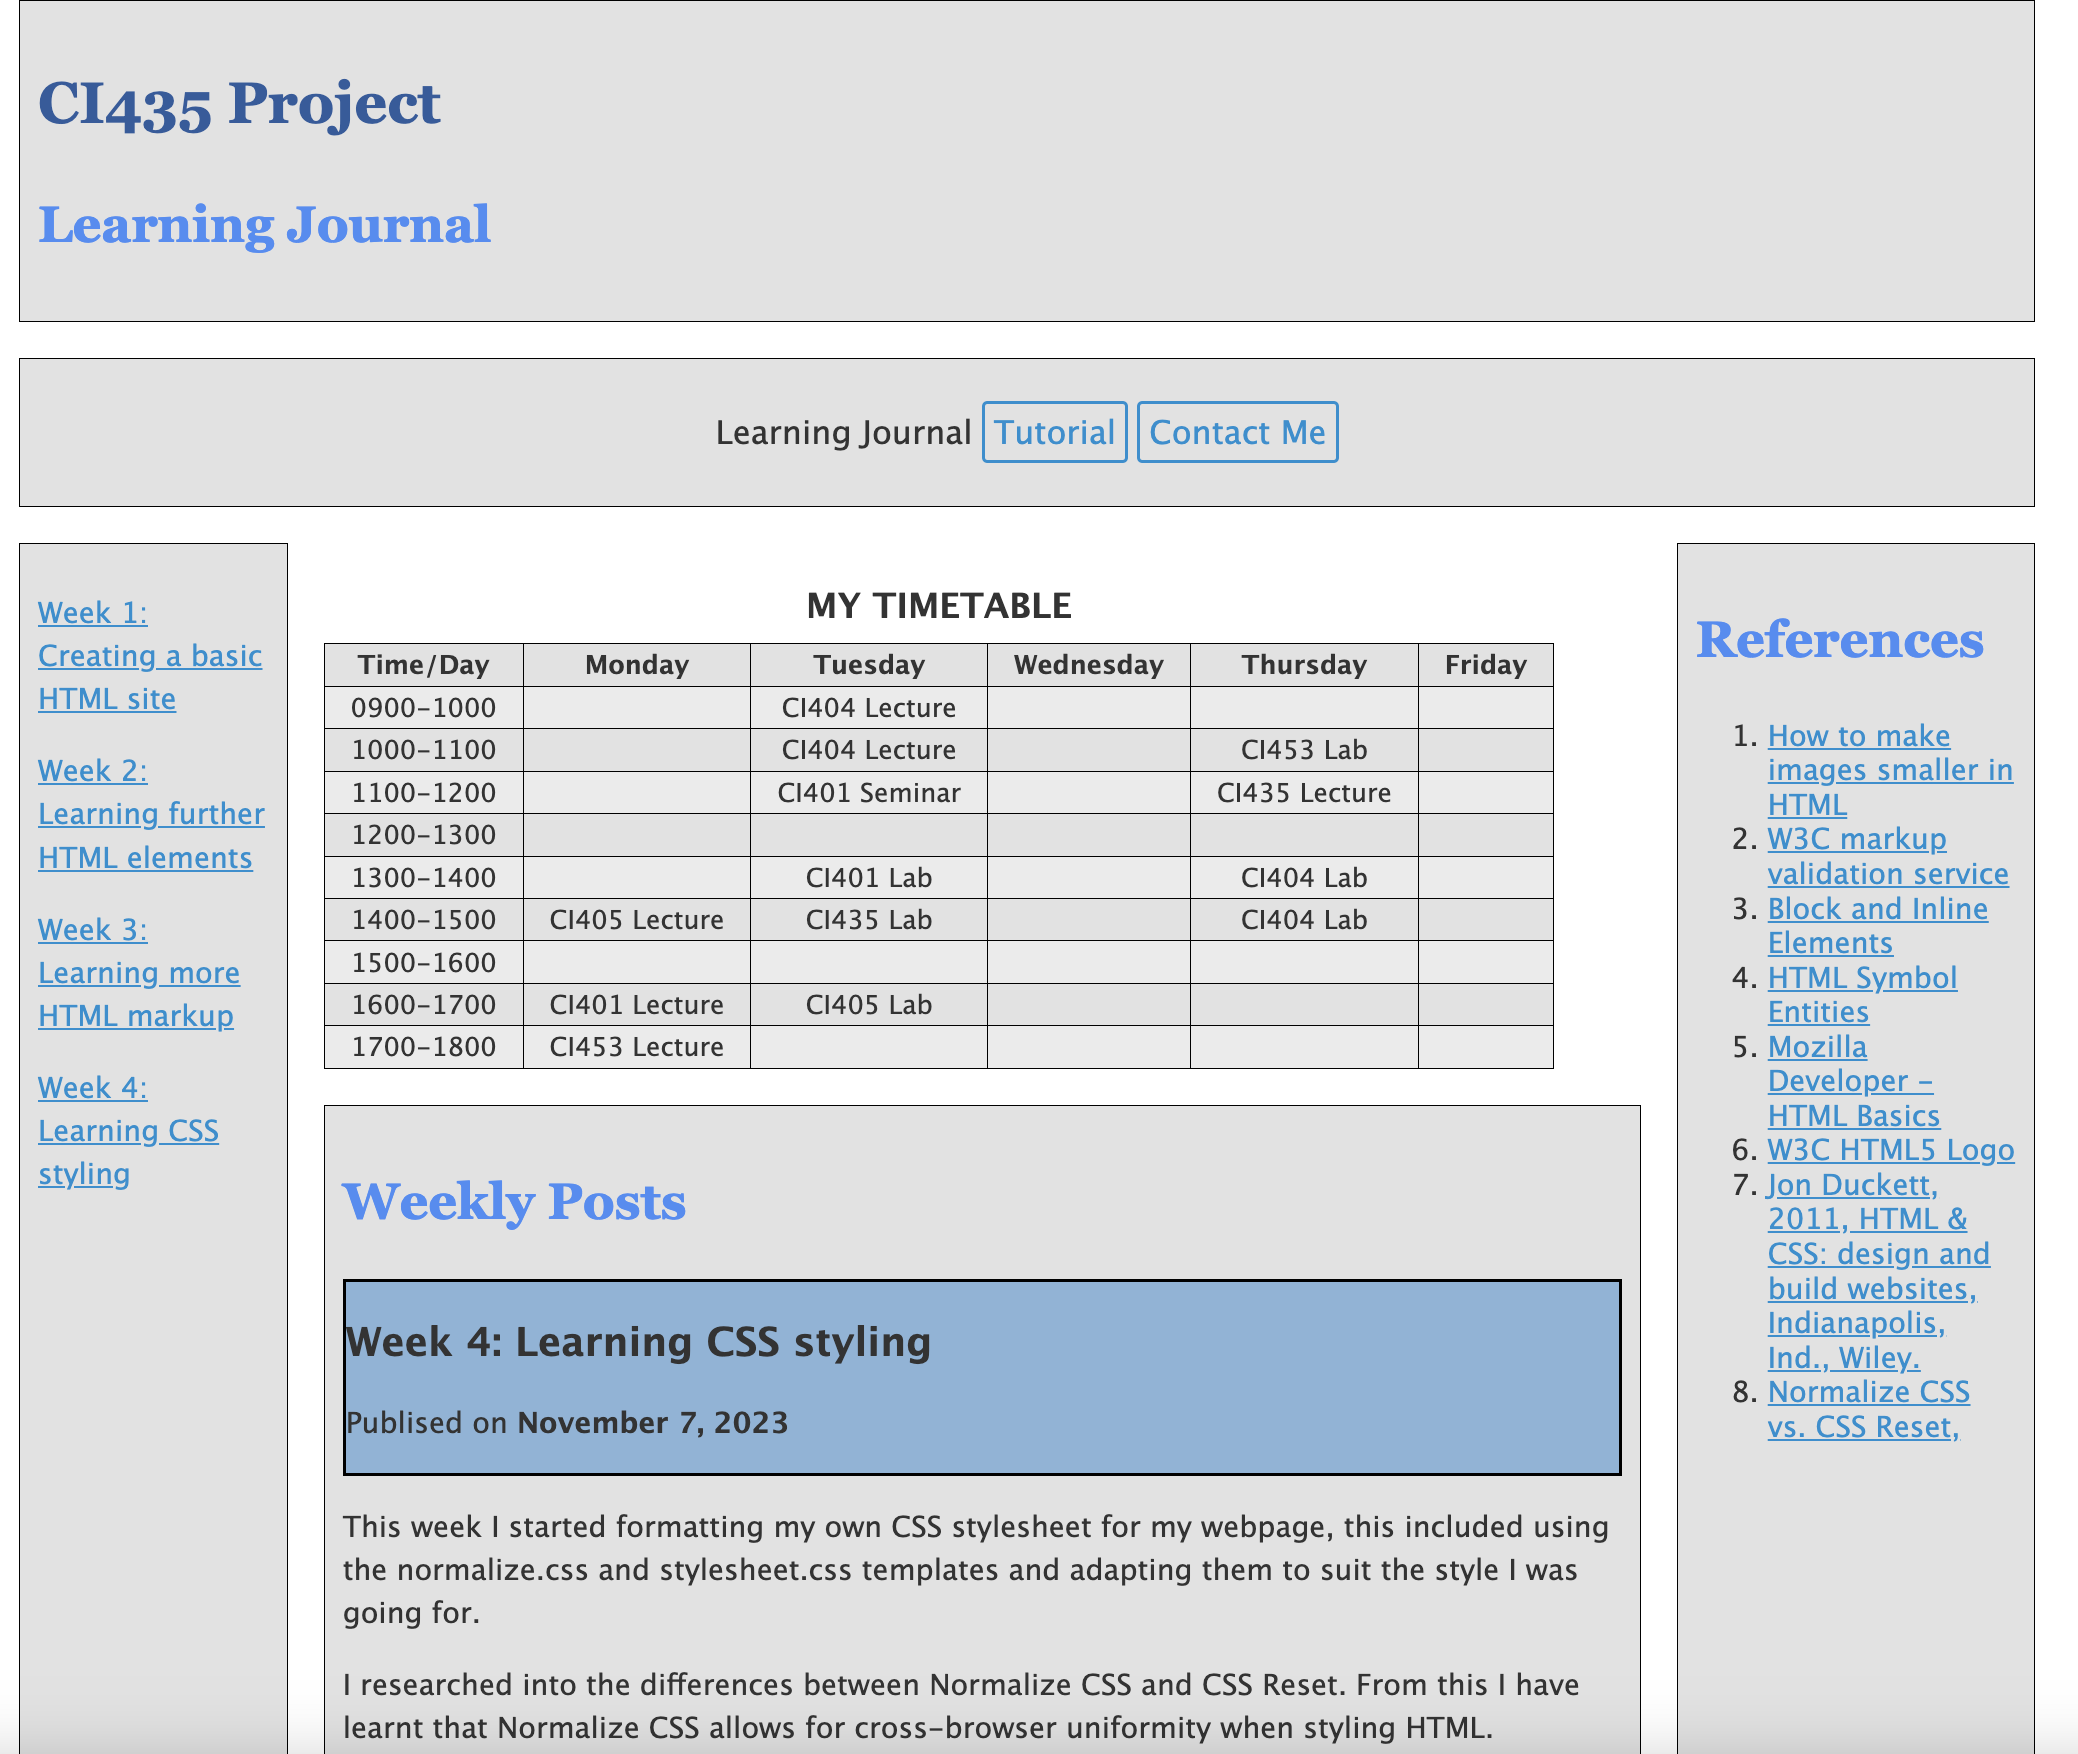 CI435 Project
Learning Journal
Learning Journal Tutorial Contact Me
Week 1:
Creating a basic
HTML site
Week 2:
Learning further
HTML elements
Week 3:
Learning more
HTML markup
Week 4:
Learning CSS
styling
MY TIMETABLE
Time/Day Monday Tuesday Wednesday Thursday Friday
0900-1000 CI404 Lecture
1000-1100 CI404 Lecture CI453 Lab
1100-1200 CI401 Seminar CI435 Lecture
1200-1300
1300-1400 CI401 Lab CI404 Lab
1400-1500 CI405 Lecture CI435 Lab CI404 Lab
1500-1600
1600-1700 CI401 Lecture CI405 Lab
1700-1800 CI453 Lecture
Weekly Posts
Week 4: Learning CSS styling
Publised on November 7, 2023
This week I started formatting my own CSS stylesheet for my webpage, this included using
the normalize.css and stylesheet.css templates and adapting them to suit the style I was
going for.
I researched into the differences between Normalize CSS and CSS Reset. From this I have
learnt that Normalize CSS allows for cross-browser uniformity when styling HTML.
References
1. How to make
images smaller in
HTML
2. W3C markup
validation service
3. Block and Inline
Elements
4. HTML Symbol
Entities
5. Mozilla
Developer -
HTML Basics
6. W3C HTML5 Logo
7. Jon Duckett,
2011, HTML &
CSS: design and
build websites,
Indianapolis,
Ind., Wiley.
8. Normalize CSS
vs. CSS Reset,